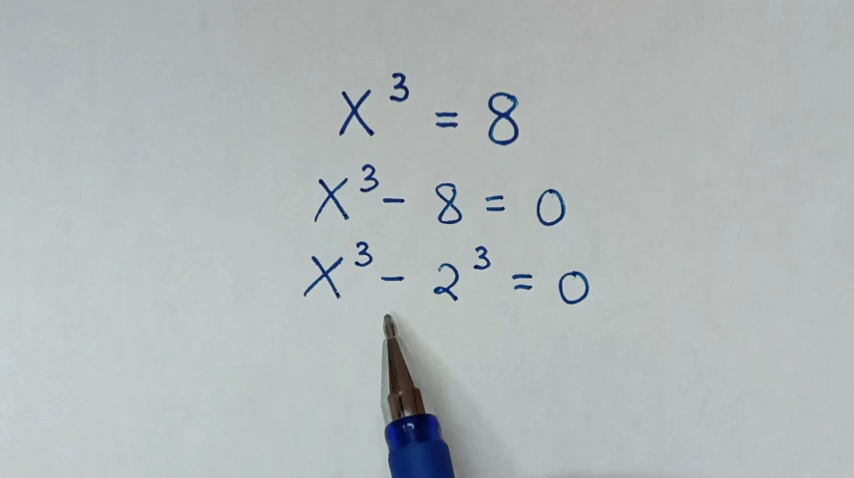 x³ = 8
x³ - 8 = 0
x³ - 2³ = 0